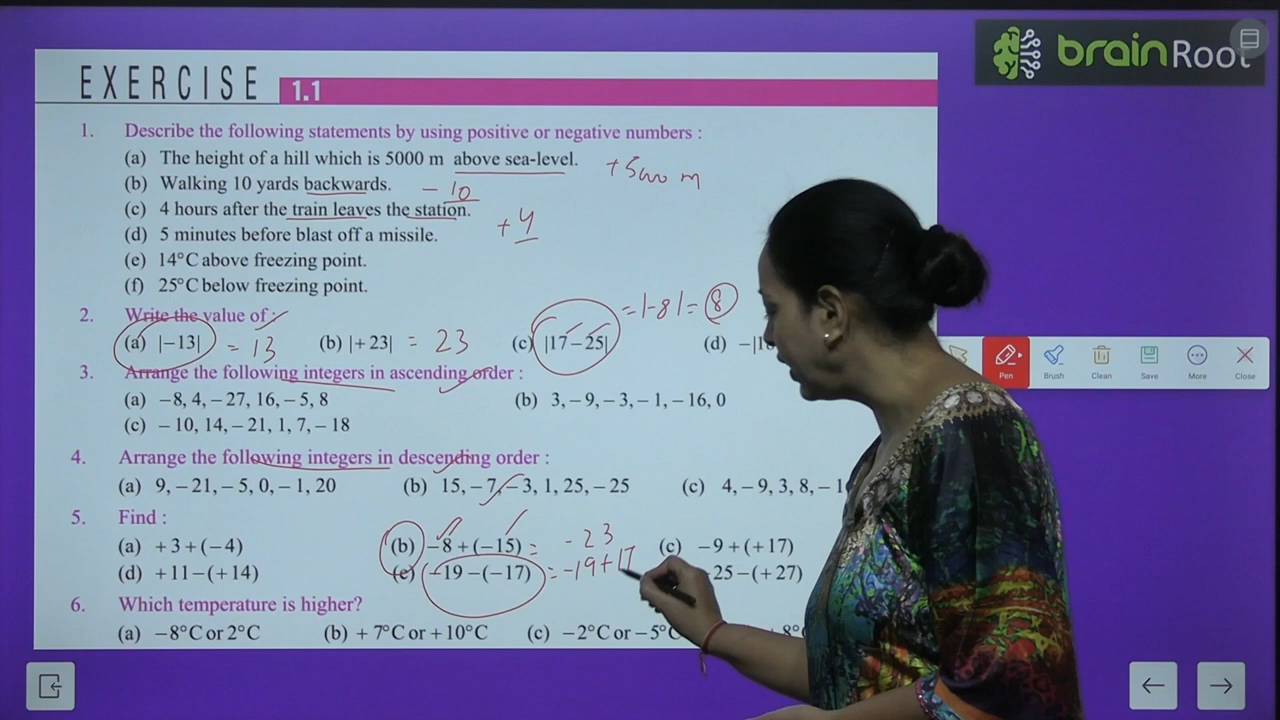 brainRoot
EXERCISE 1.1
1. Describe the following statements by using positive or negative numbers :
(a) The height of a hill which is 5000 m above sea-level. +5000 m
(b) Walking 10 yards backwards. - 10
(c) 4 hours after the train leaves the station. + 4
(d) 5 minutes before blast off a missile.
(e) 14°C above freezing point.
(f) 25°C below freezing point.
2. Write the value of :
(a) |−13| = 13 (b) |+ 23| = 23 (c) |17−25| = |-8| = 8 (d) −|
3. Arrange the following integers in ascending order :
(a) −8, 4, −27, 16, −5, 8 (b) 3, −9, −3, −1, −16, 0
(c) −10, 14, −21, 1, 7, −18
4. Arrange the following integers in descending order :
(a) 9, −21, −5, 0, −1, 20 (b) 15, −7, −3, 1, 25, −25 (c) 4, −9, 3, 8,
5. Find :
(a) +3+(−4) (b) −8+(−15) = -23 (c) −9+(+17)
(d) +11−(+14) (e) −19−(−17) = -19+17 25−(+27)
6. Which temperature is higher?
(a) −8°C or 2°C (b) +7°C or +10°C (c) −2°C or −5°C + 8°
Pen Brush Clean Save More Close